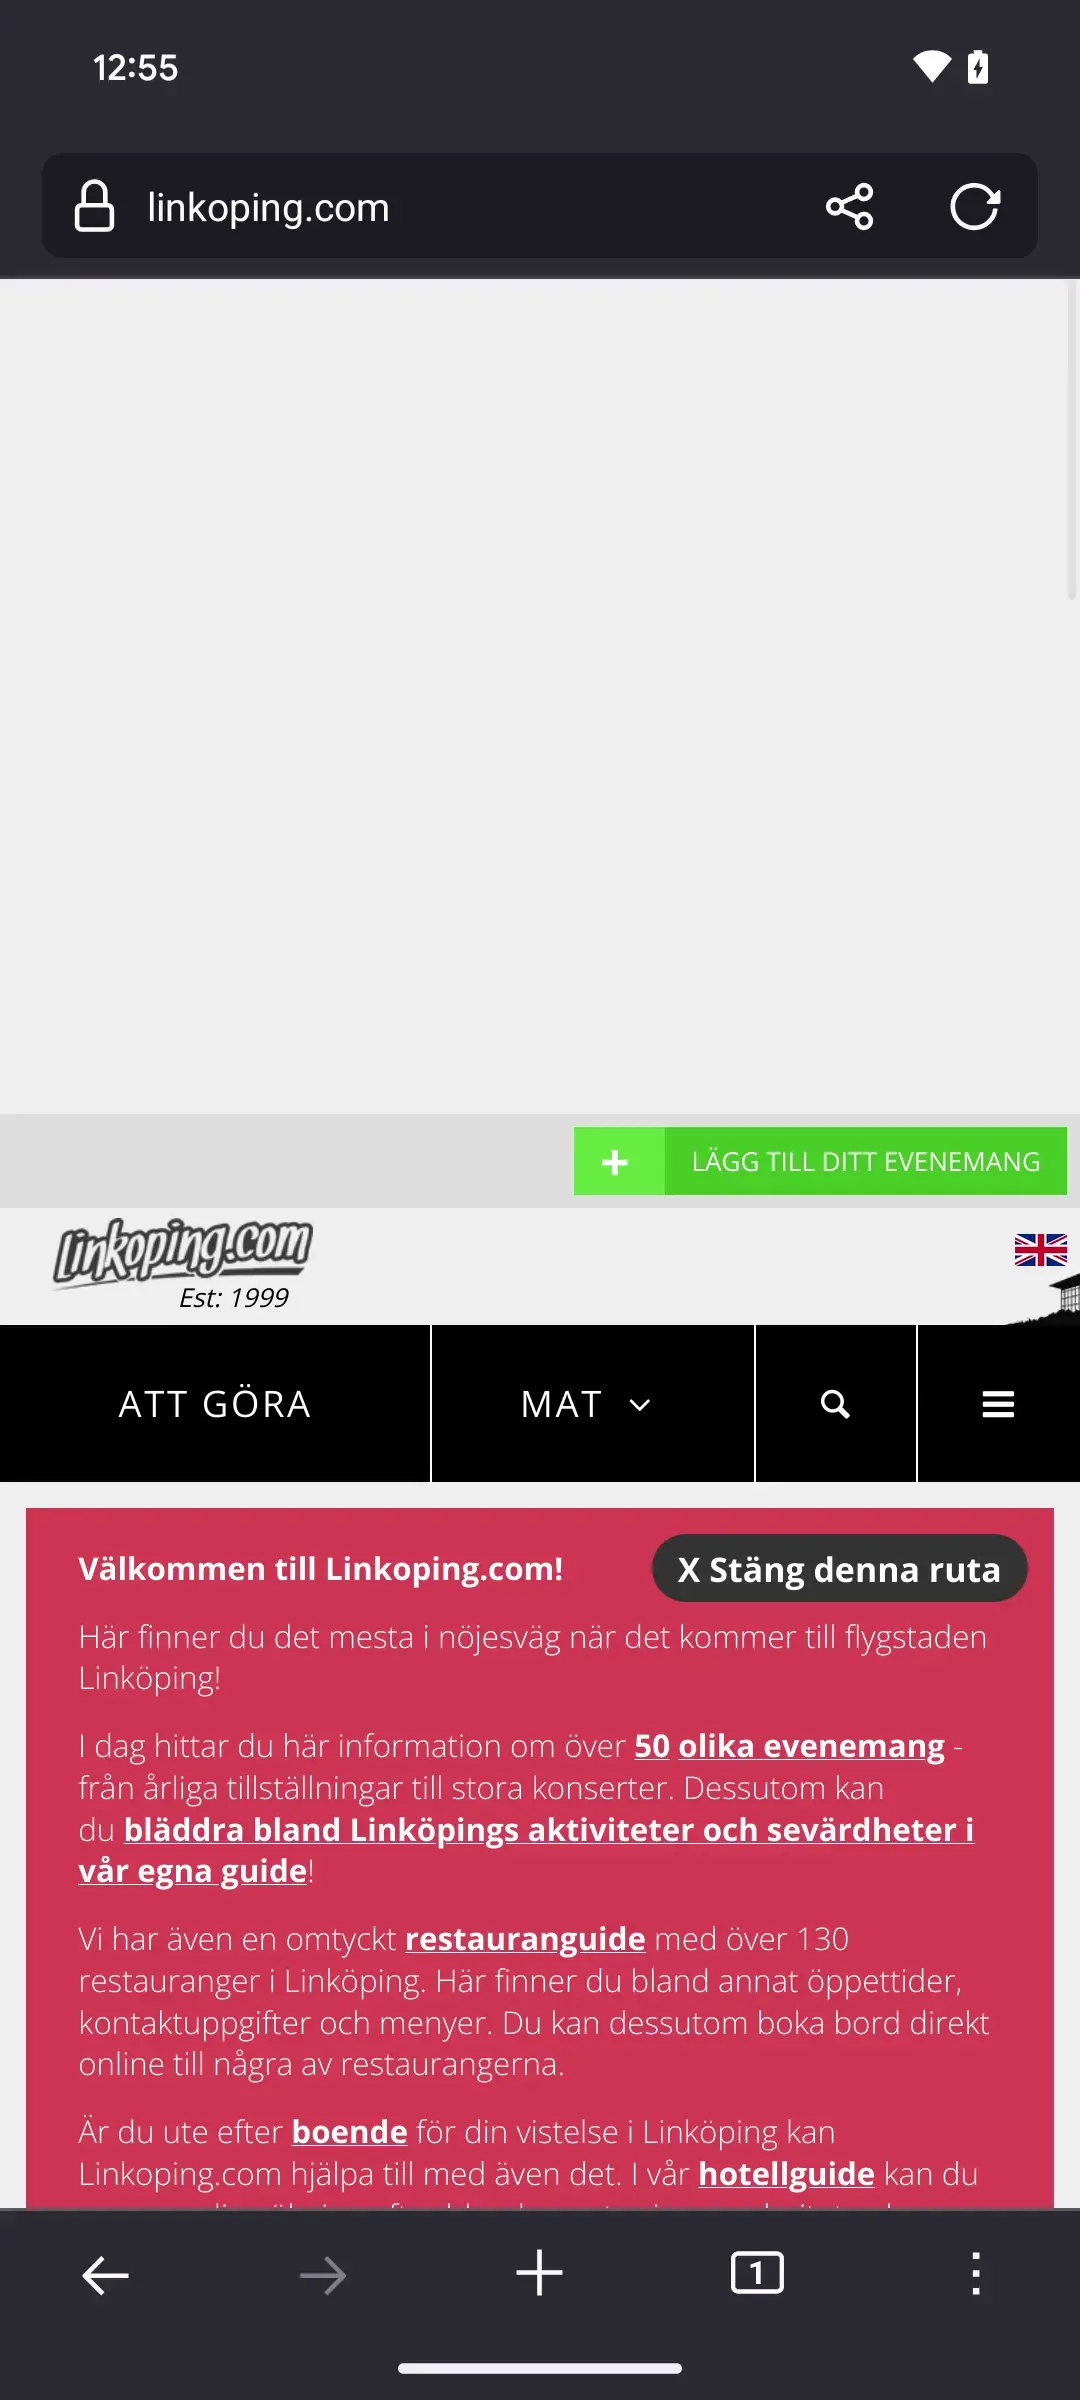 12:55
linkoping.com
LÄGG TILL DITT EVENEMANG
linkoping.com
Est: 1999
ATT GÖRA
MAT
Välkommen till Linkoping.com!
X Stäng denna ruta
Här finner du det mesta i nöjesväg när det kommer till flygstaden
Linköping!
I dag hittar du här information om över 50 olika evenemang -
från årliga tillställningar till stora konserter. Dessutom kan
du bläddra bland Linköpings aktiviteter och sevärdheter i
vår egna guide!
Vi har även en omtyckt restauranguide med över 130
restauranger i Linköping. Här finner du bland annat öppettider,
kontaktuppgifter och menyer. Du kan dessutom boka bord direkt
online till några av restaurangerna.
Är du ute efter boende för din vistelse i Linköping kan
Linkoping.com hjälpa till med även det. I vår hotellguide kan du
1